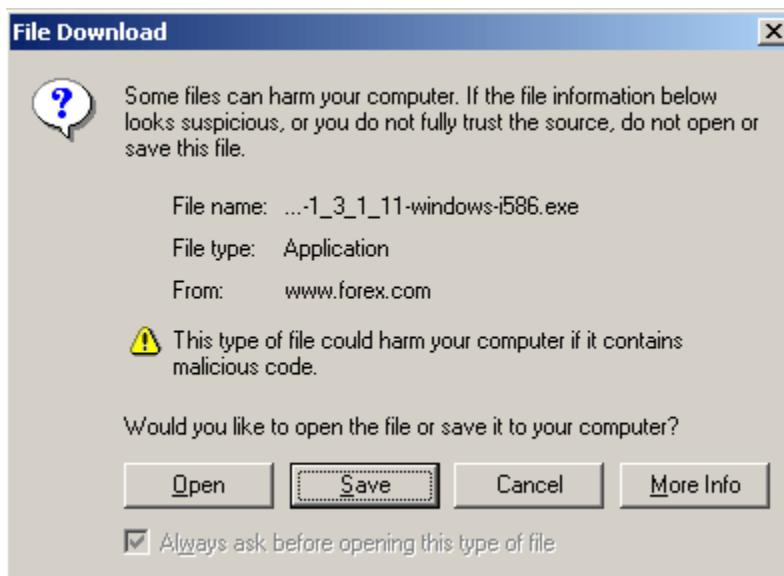 File Download
Some files can harm your computer. If the file information below
looks suspicious, or you do not fully trust the source, do not open or
save this file.
File name: ...-1_3_1_11-windows-i586.exe
File type: Application
From: www.forex.com
This type of file could harm your computer if it contains
malicious code.
Would you like to open the file or save it to your computer?
Open Save Cancel More Info
Always ask before opening this type of file